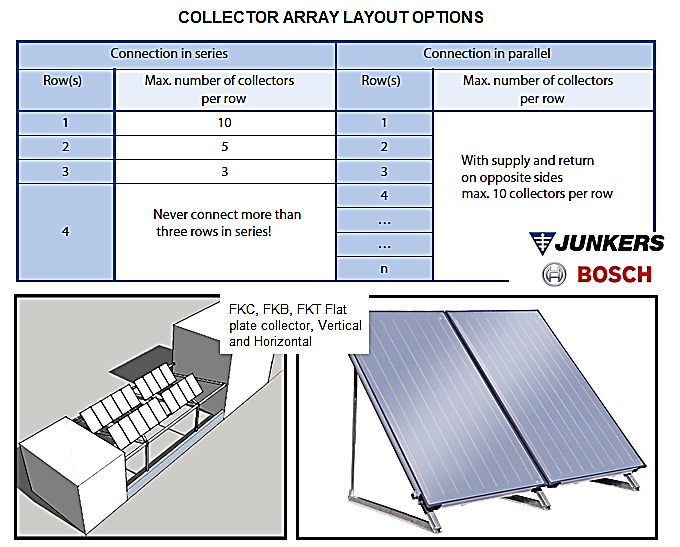 COLLECTOR ARRAY LAYOUT OPTIONS
Connection in series
Connection in parallel
Row(s)
Max. number of collectors
per row
Row(s)
Max. number of collectors
per row
1
10
1
2
5
2
3
3
3
4
Never connect more than
three rows in series!
4
...
...
n
With supply and return
on opposite sides
max. 10 collectors per row
JUNKERS
BOSCH
FKC, FKB, FKT Flat
plate collector, Vertical
and Horizontal